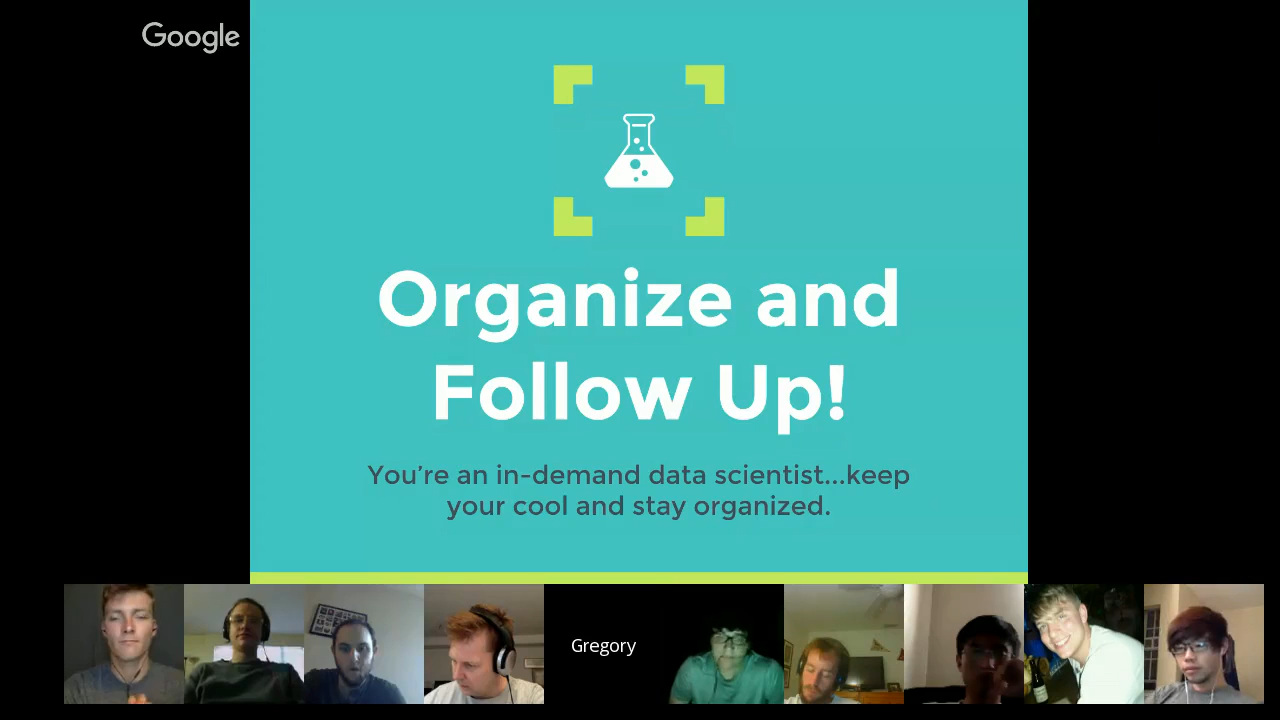 Google
Organize and
Follow Up!
You’re an in-demand data scientist...keep
your cool and stay organized.
Gregory